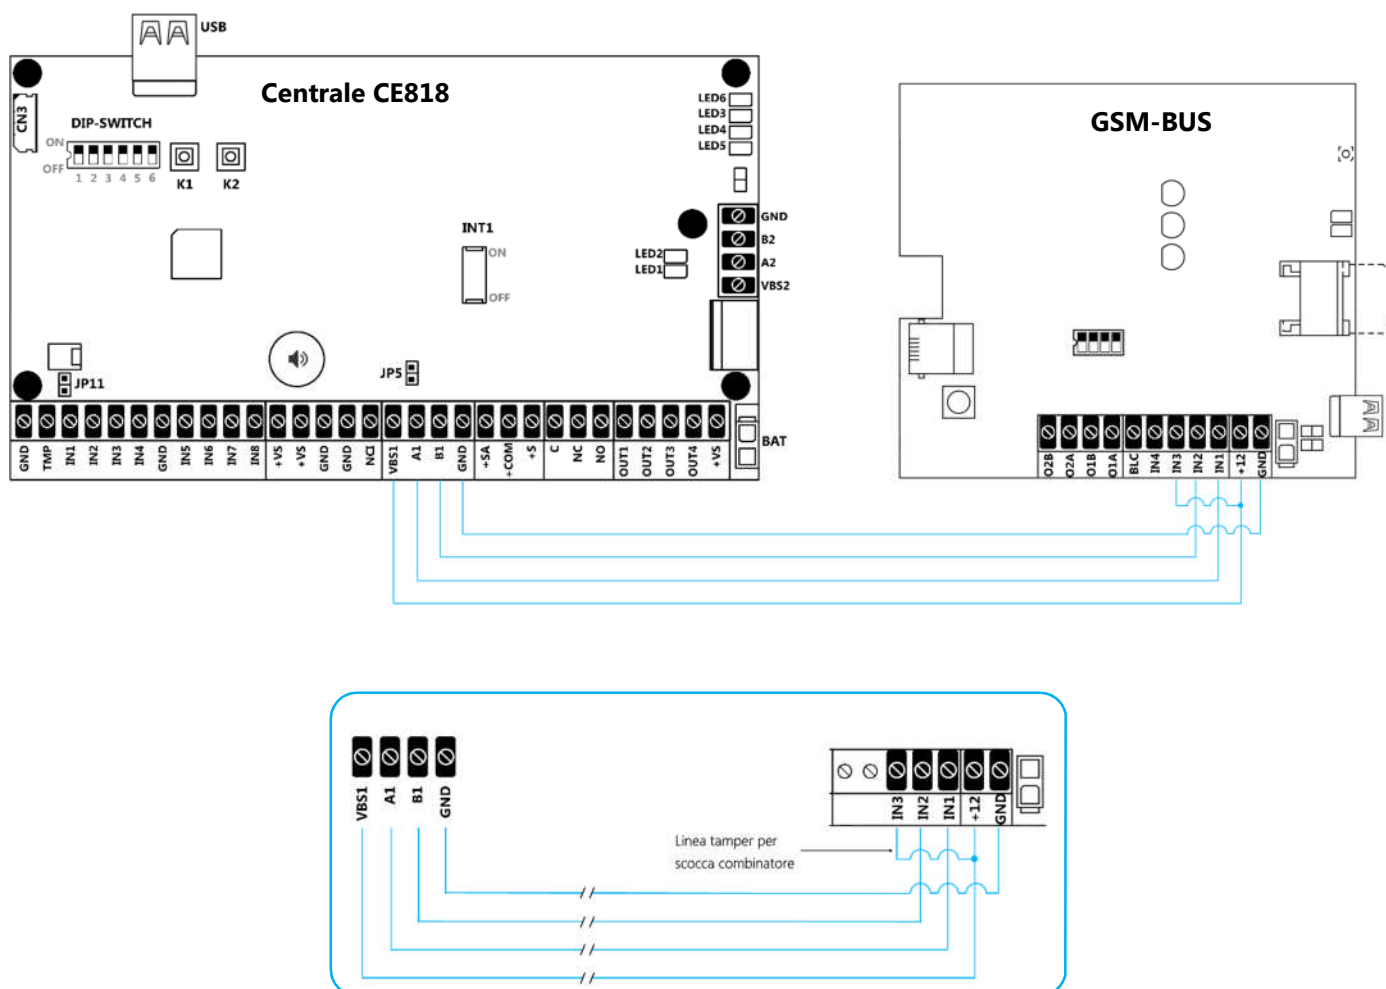 USB
Centrale CE818
CN3
DIP-SWITCH
ON
OFF
1 2 3 4 5 6
K1
K2
LED6
LED3
LED4
LED5
GND
B2
A2
VBS2
INT1
ON
OFF
LED2
LED1
JP11
JP5
BAT
GND TMP IN1 IN2 IN3 IN4 GND IN5 IN6 IN7 IN8 +VS +VS GND GND NCI VBS1 A1 B1 GND +SA +COM +S C NC NO OUT1 OUT2 OUT3 OUT4 +VS
GSM-BUS
O2B O2A O1B O1A BLC IN4 IN3 IN2 IN1 +12 GND
VBS1 A1 B1 GND
IN3 IN2 IN1 +12 GND
Linea tamper per
scocca combinatore